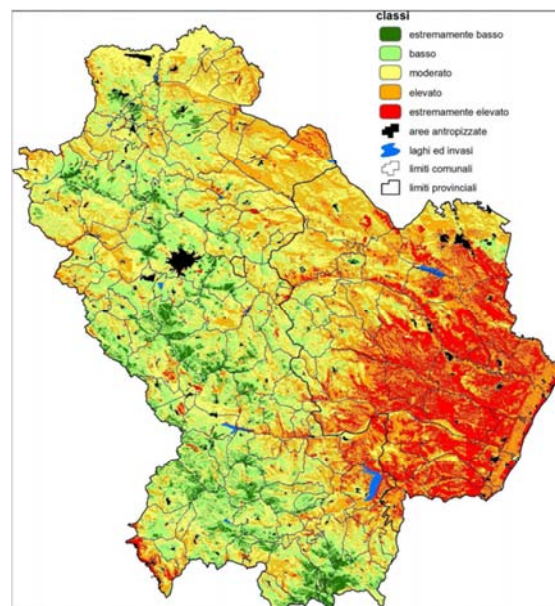 classi
estremamente basso
basso
moderato
elevato
estremamente elevato
aree antropizzate
laghi ed invasi
limiti comunali
limiti provinciali